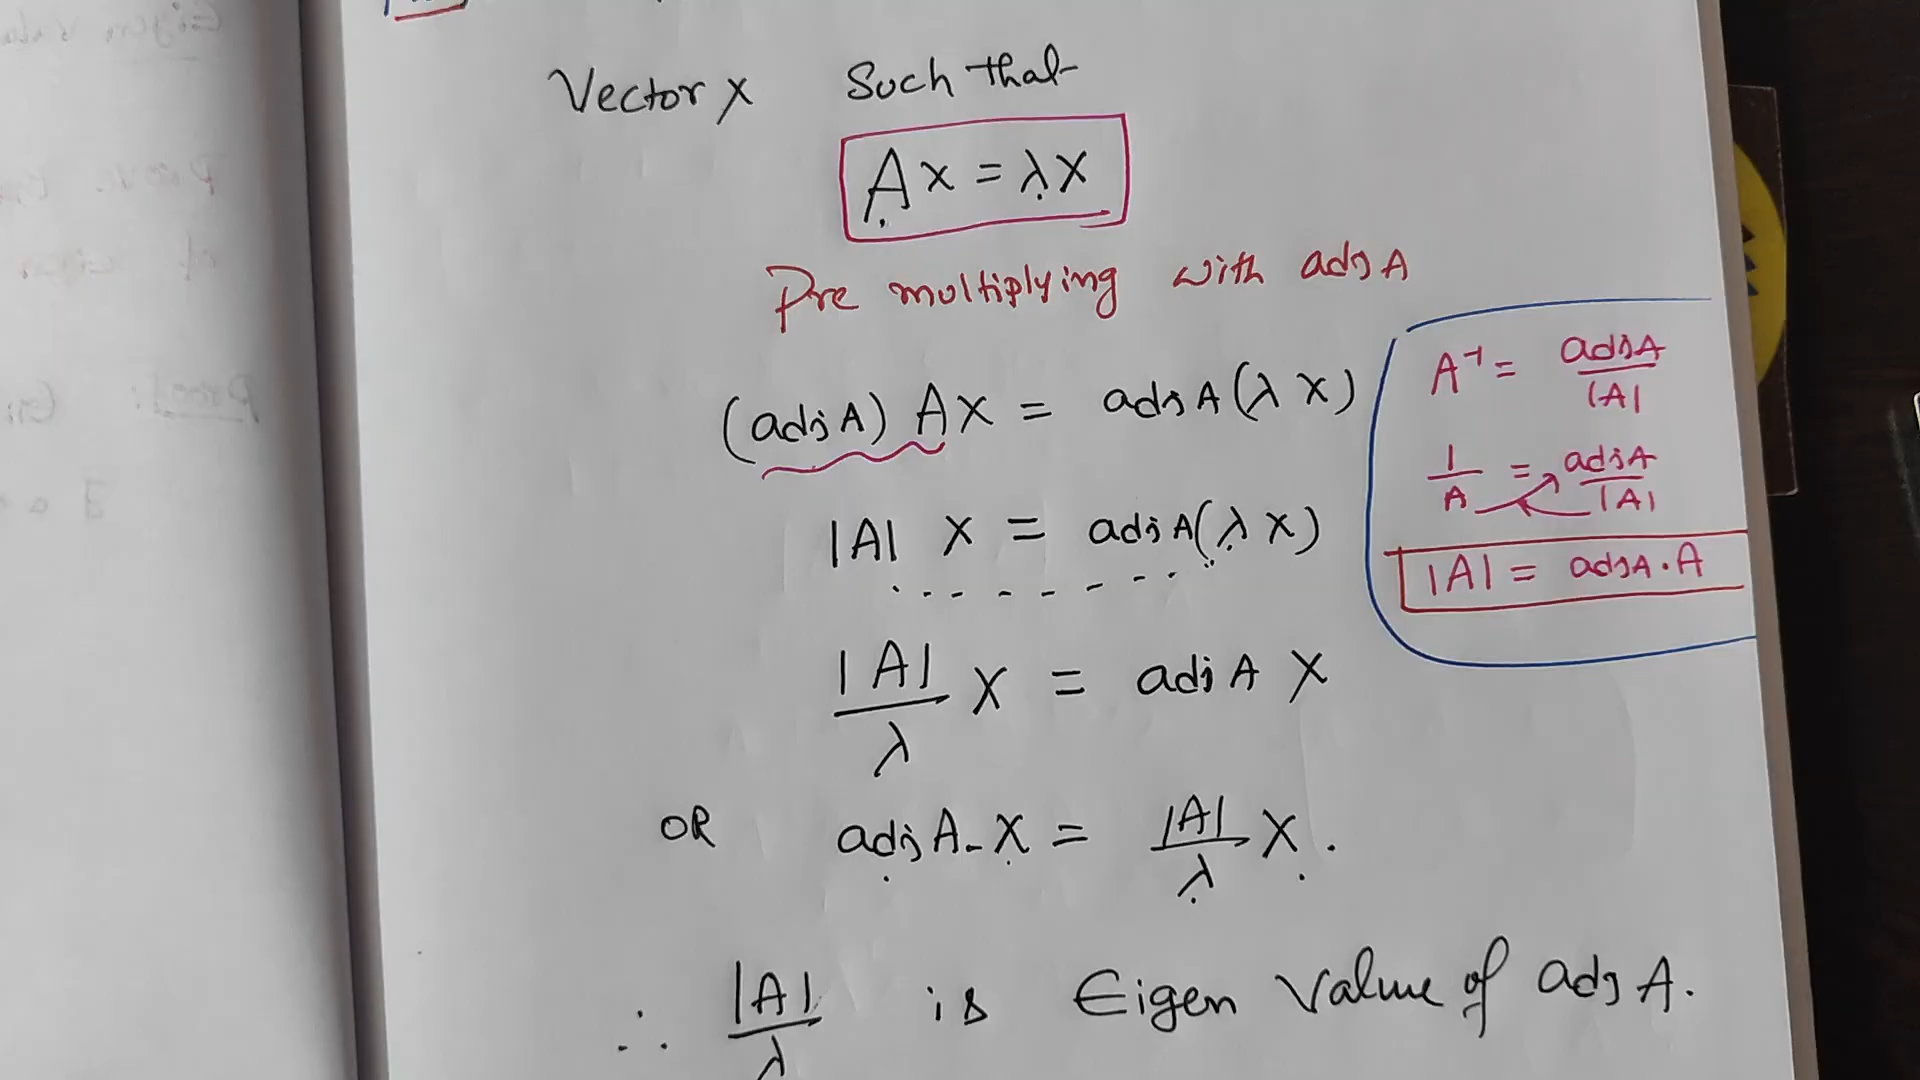 Vector X Such that
AX = λX
Pre multiplying with adj A
(adj A) AX = adj A (λ X)
|A| X = adj A(λ X)
|A|/λ X = adj A X
OR adj A. X = |A|/λ X.
∴ |A|/λ is Eigen Value of adj A.
A⁻¹ = adj A/|A|
1/A = adj A/|A|
|A| = adj A . A